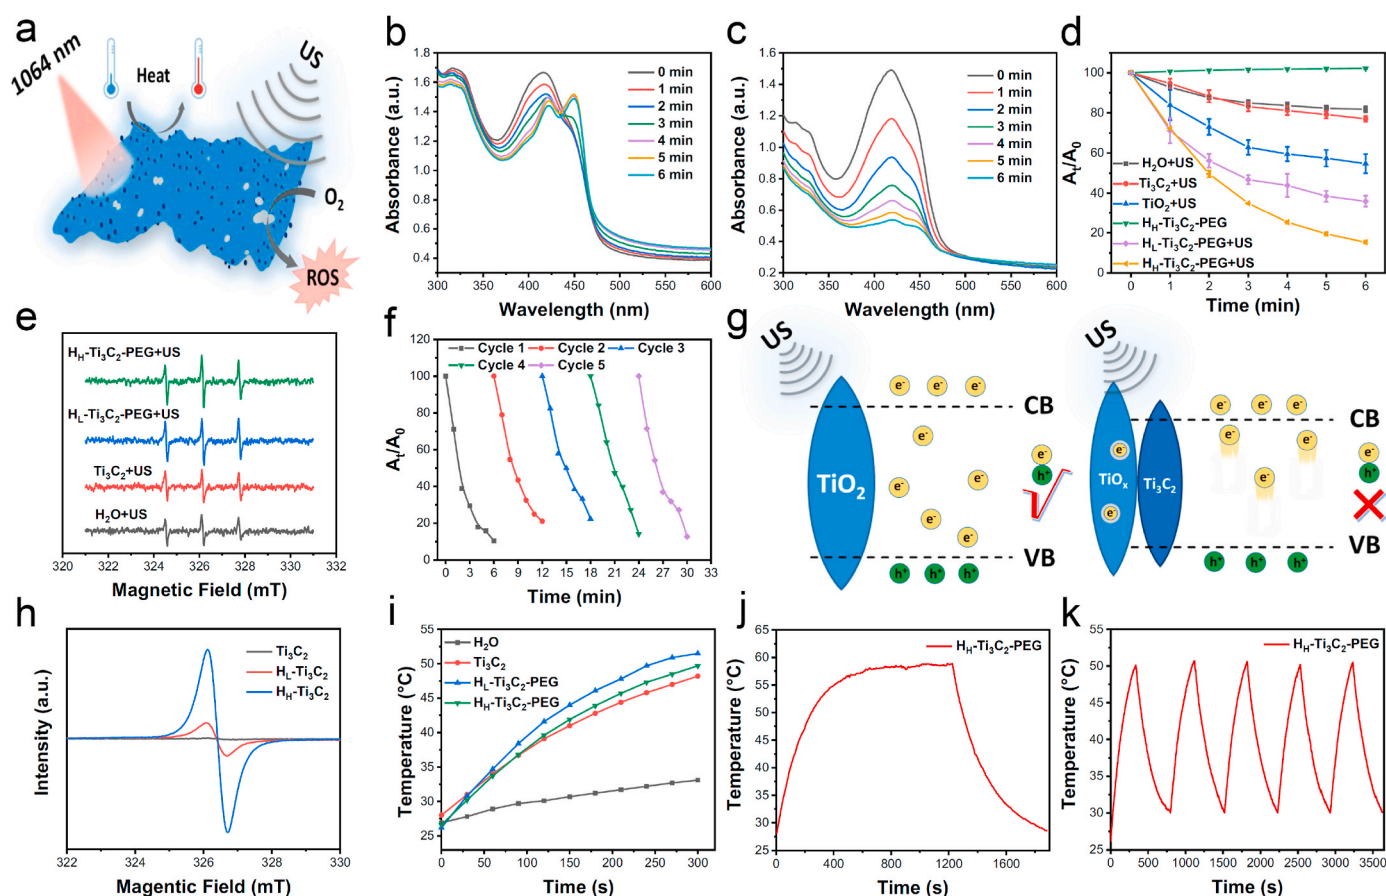 a
1064 nm
Heat
US
O2
ROS
b
Absorbance (a.u.)
1.8
1.6
1.4
1.2
1.0
0.8
0.6
0.4
0 min
1 min
2 min
3 min
4 min
5 min
6 min
300 350 400 450 500 550 600
Wavelength (nm)
c
Absorbance (a.u.)
1.6
1.4
1.2
1.0
0.8
0.6
0.4
0.2
0 min
1 min
2 min
3 min
4 min
5 min
6 min
300 350 400 450 500 550 600
Wavelength (nm)
d
At/A0
100
80
60
40
20
0
H2O+US
Ti3C2+US
TiO2+US
HH-Ti3C2-PEG
HL-Ti3C2-PEG+US
HH-Ti3C2-PEG+US
0 1 2 3 4 5 6
Time (min)
e
HH-Ti3C2-PEG+US
HL-Ti3C2-PEG+US
Ti3C2+US
H2O+US
320 322 324 326 328 330 332
Magnetic Field (mT)
f
At/A0
120
100
80
60
40
20
0
Cycle 1 Cycle 2 Cycle 3
Cycle 4 Cycle 5
0 3 6 9 12 15 18 21 24 27 30 33
Time (min)
g
US
TiO2
e- e- e-
CB
e-
e-
h+
e-
e-
e-
e-
VB
h+ h+ h+
US
TiOx
Ti3C2
e- e- e-
CB
e-
e-
e-
e-
h+
e-
e-
VB
h+ h+ h+
h
Intensity (a.u.)
Ti3C2
HL-Ti3C2
HH-Ti3C2
322 324 326 328 330
Magentic Field (mT)
i
Temperature (°C)
55
50
45
40
35
30
25
H2O
Ti3C2
HL-Ti3C2-PEG
HH-Ti3C2-PEG
0 50 100 150 200 250 300
Time (s)
j
Temperature (°C)
65
60
55
50
45
40
35
30
25
HH-Ti3C2-PEG
0 400 800 1200 1600
Time (s)
k
Temperature (°C)
55
50
45
40
35
30
25
HH-Ti3C2-PEG
0 500 1000 1500 2000 2500 3000 3500
Time (s)